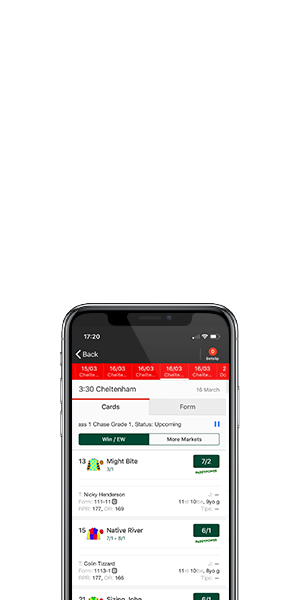 17:20
Back
0
Betslip
15/03 16/03 16/03 16/03 16/03 2
Chelte... Chelte... Chelte... Chelte... Chelte... Do
3:30 Cheltenham 16 March
Cards Form
ass 1 Chase Grade 1, Status: Upcoming
Win / EW More Markets
13 Might Bite 7/2
3/1
PADDYPOWER
T: Nicky Henderson J: --
Form: 111-11 11st 10lbs, 9yo g
RPR: 177, OR: 169 Tips: --
15 Native River 6/1
7/1 > 8/1
PADDYPOWER
T: Colin Tizzard J: --
Form: 1113-1 11st 10lbs, 8yo g
RPR: 177, OR: 166 Tips: --
21 Sizing John 6/1